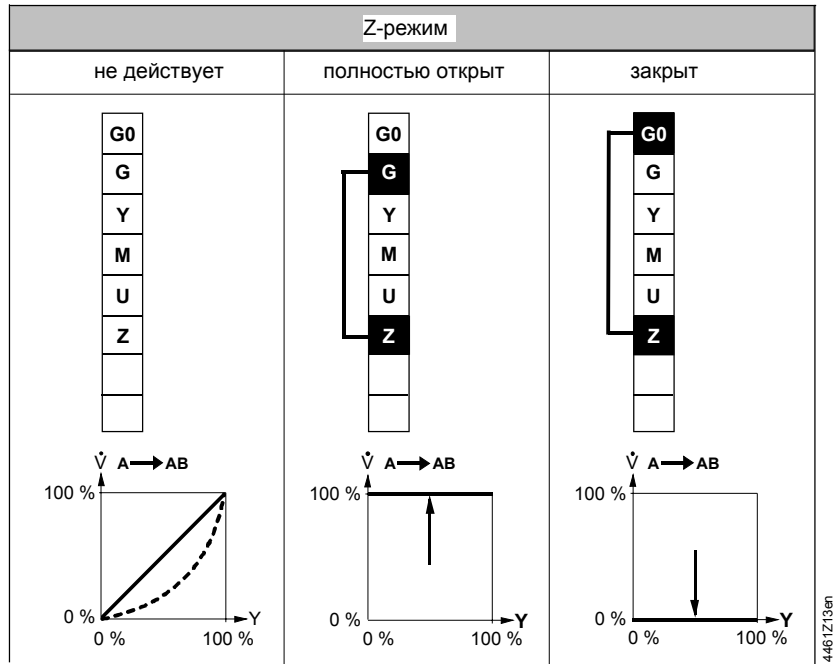 Z-режим
не действует полностью открыт закрыт
G0 G0 G0
G G G
Y Y Y
M M M
U U U
Z Z Z
V̇ A AB V̇ A AB V̇ A AB
100 % 100 % 100 %
0 % Y 0 % Y 0 % Y
0 % 100 % 0 % 100 % 0 % 100 %
4461Z13en